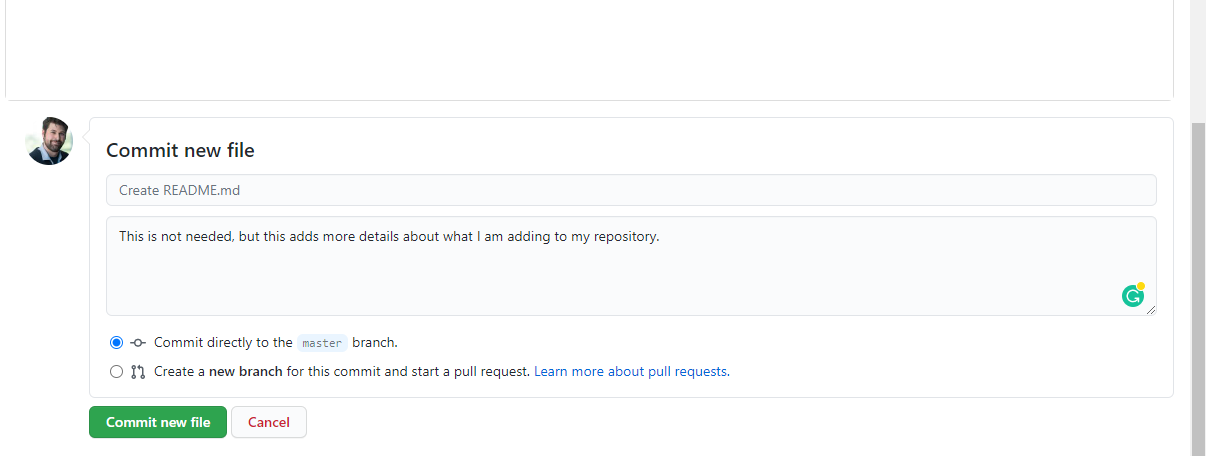 Commit new file
Create README.md
This is not needed, but this adds more details about what I am adding to my repository.
Commit directly to the master branch.
Create a new branch for this commit and start a pull request. Learn more about pull requests.
Commit new file Cancel